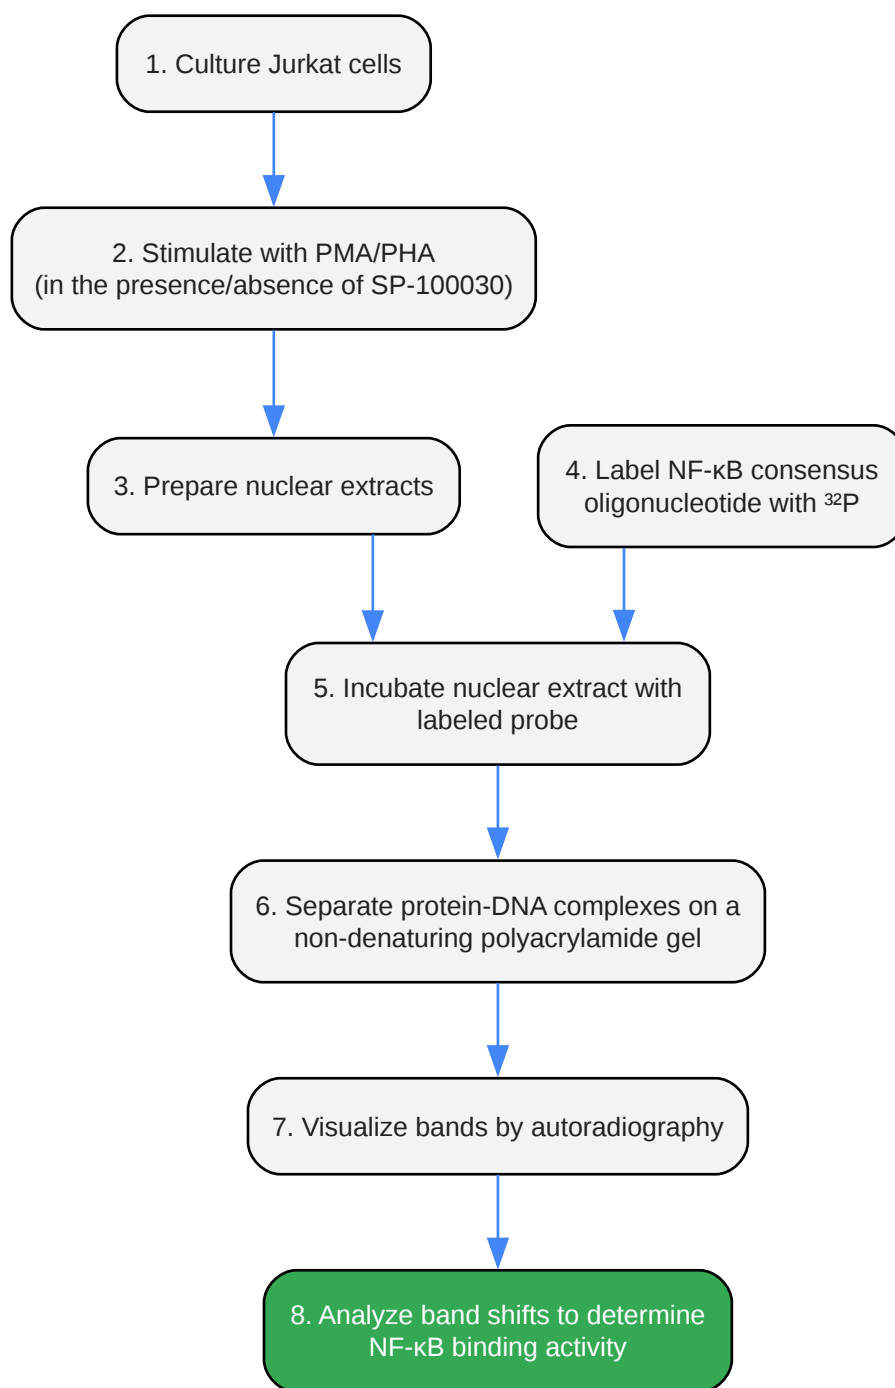 1. Culture Jurkat cells
2. Stimulate with PMA/PHA
(in the presence/absence of SP-100030)
3. Prepare nuclear extracts
4. Label NF-κB consensus
oligonucleotide with ³²P
5. Incubate nuclear extract with
labeled probe
6. Separate protein-DNA complexes on a
non-denaturing polyacrylamide gel
7. Visualize bands by autoradiography
8. Analyze band shifts to determine
NF-κB binding activity